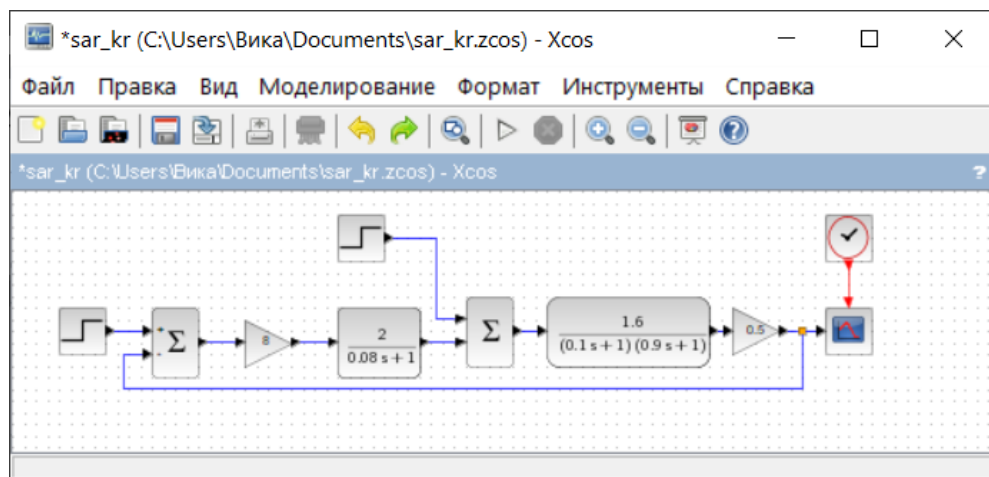 *sar_kr (C:\Users\Вика\Documents\sar_kr.zcos) - Xcos
Файл Правка Вид Моделирование Формат Инструменты Справка
*sar_kr (C:\Users\Вика\Documents\sar_kr.zcos) - Xcos ?
+
-
Σ
8
2
0.08 s + 1
Σ
1.6
(0.1 s + 1) (0.9 s + 1)
0.5